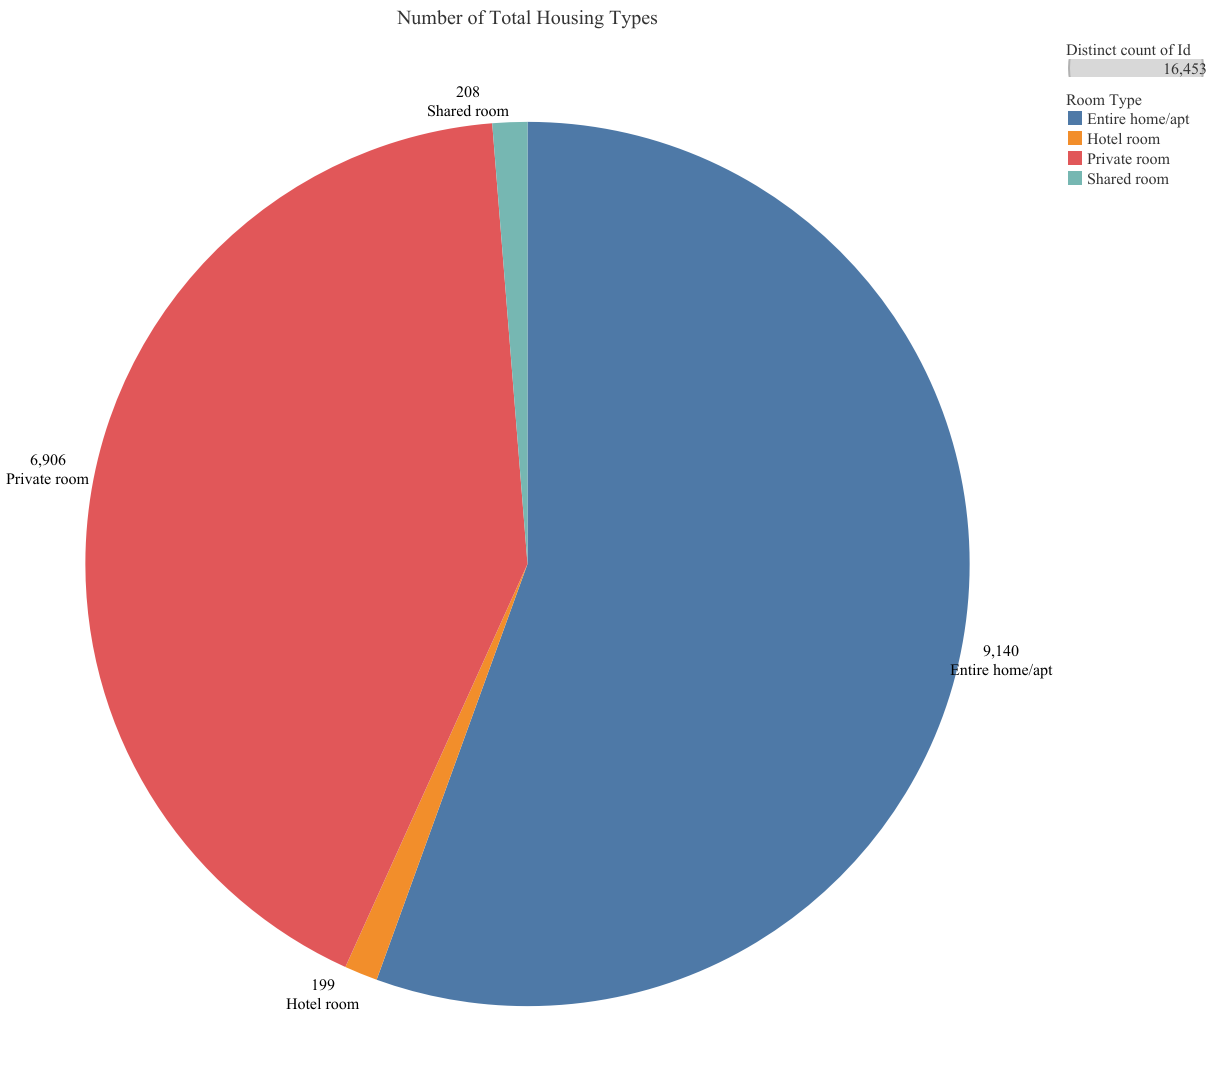 Number of Total Housing Types
Distinct count of Id
16,453
Room Type
Entire home/apt
Hotel room
Private room
Shared room
208
Shared room
6,906
Private room
9,140
Entire home/apt
199
Hotel room